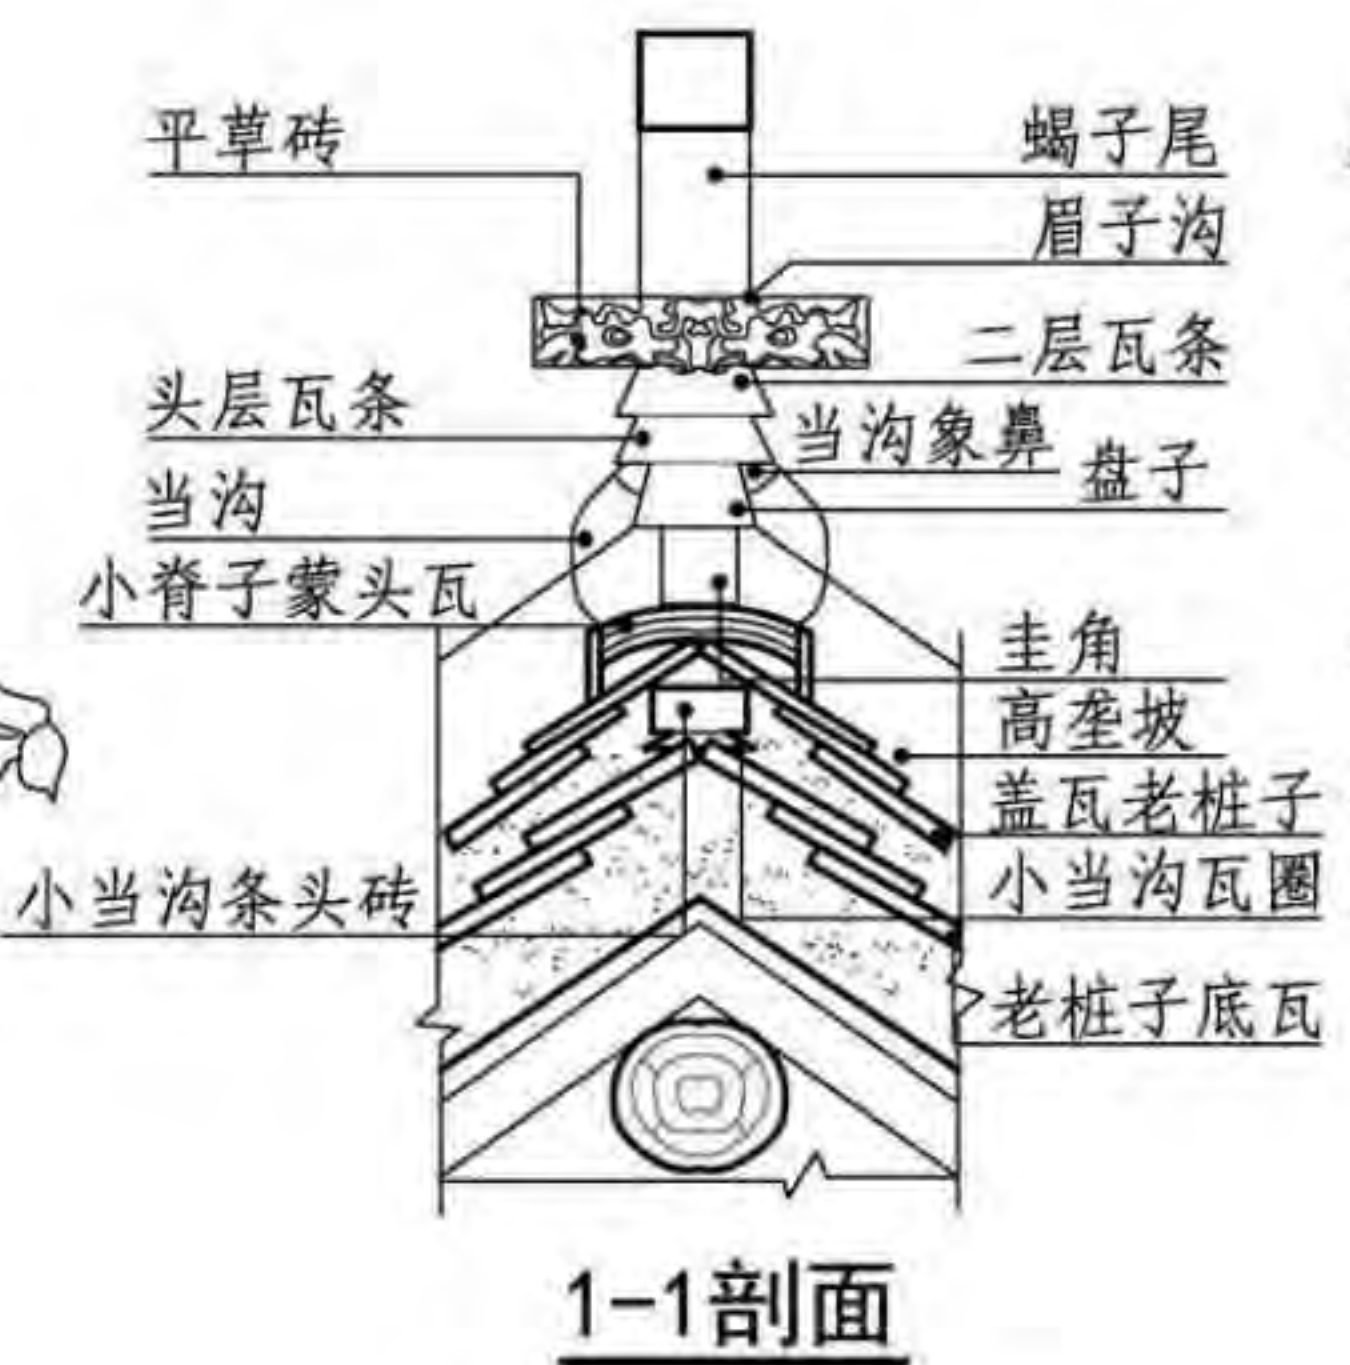 平草砖
蝎子尾
眉子沟
二层瓦条
头层瓦条
当沟象鼻
盘子
当沟
小脊子蒙头瓦
圭角
高垄坡
盖瓦老桩子
小当沟条头砖
小当沟瓦圈
老桩子底瓦
1-1剖面